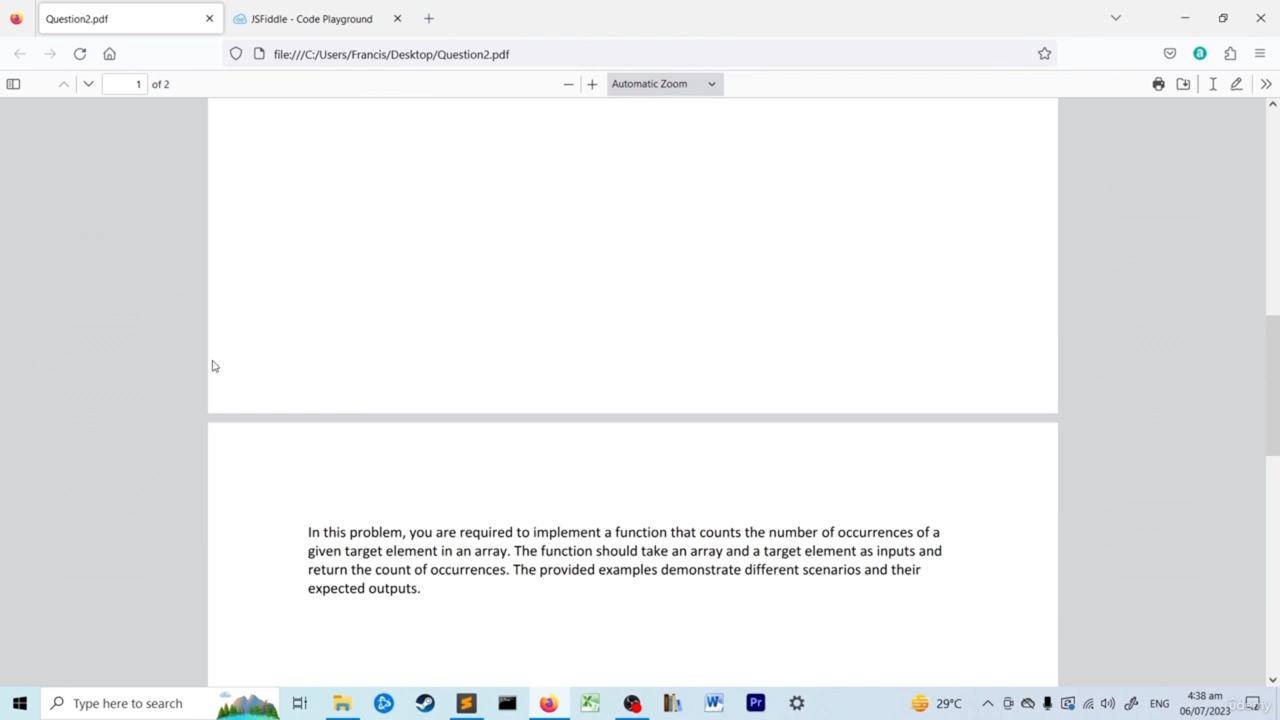 Question2.pdf
JSFiddle - Code Playground
file:///C:/Users/Francis/Desktop/Question2.pdf
1 of 2
Automatic Zoom
In this problem, you are required to implement a function that counts the number of occurrences of a
given target element in an array. The function should take an array and a target element as inputs and
return the count of occurrences. The provided examples demonstrate different scenarios and their
expected outputs.
Type here to search
29°C
ENG
4:38 am
06/07/2023